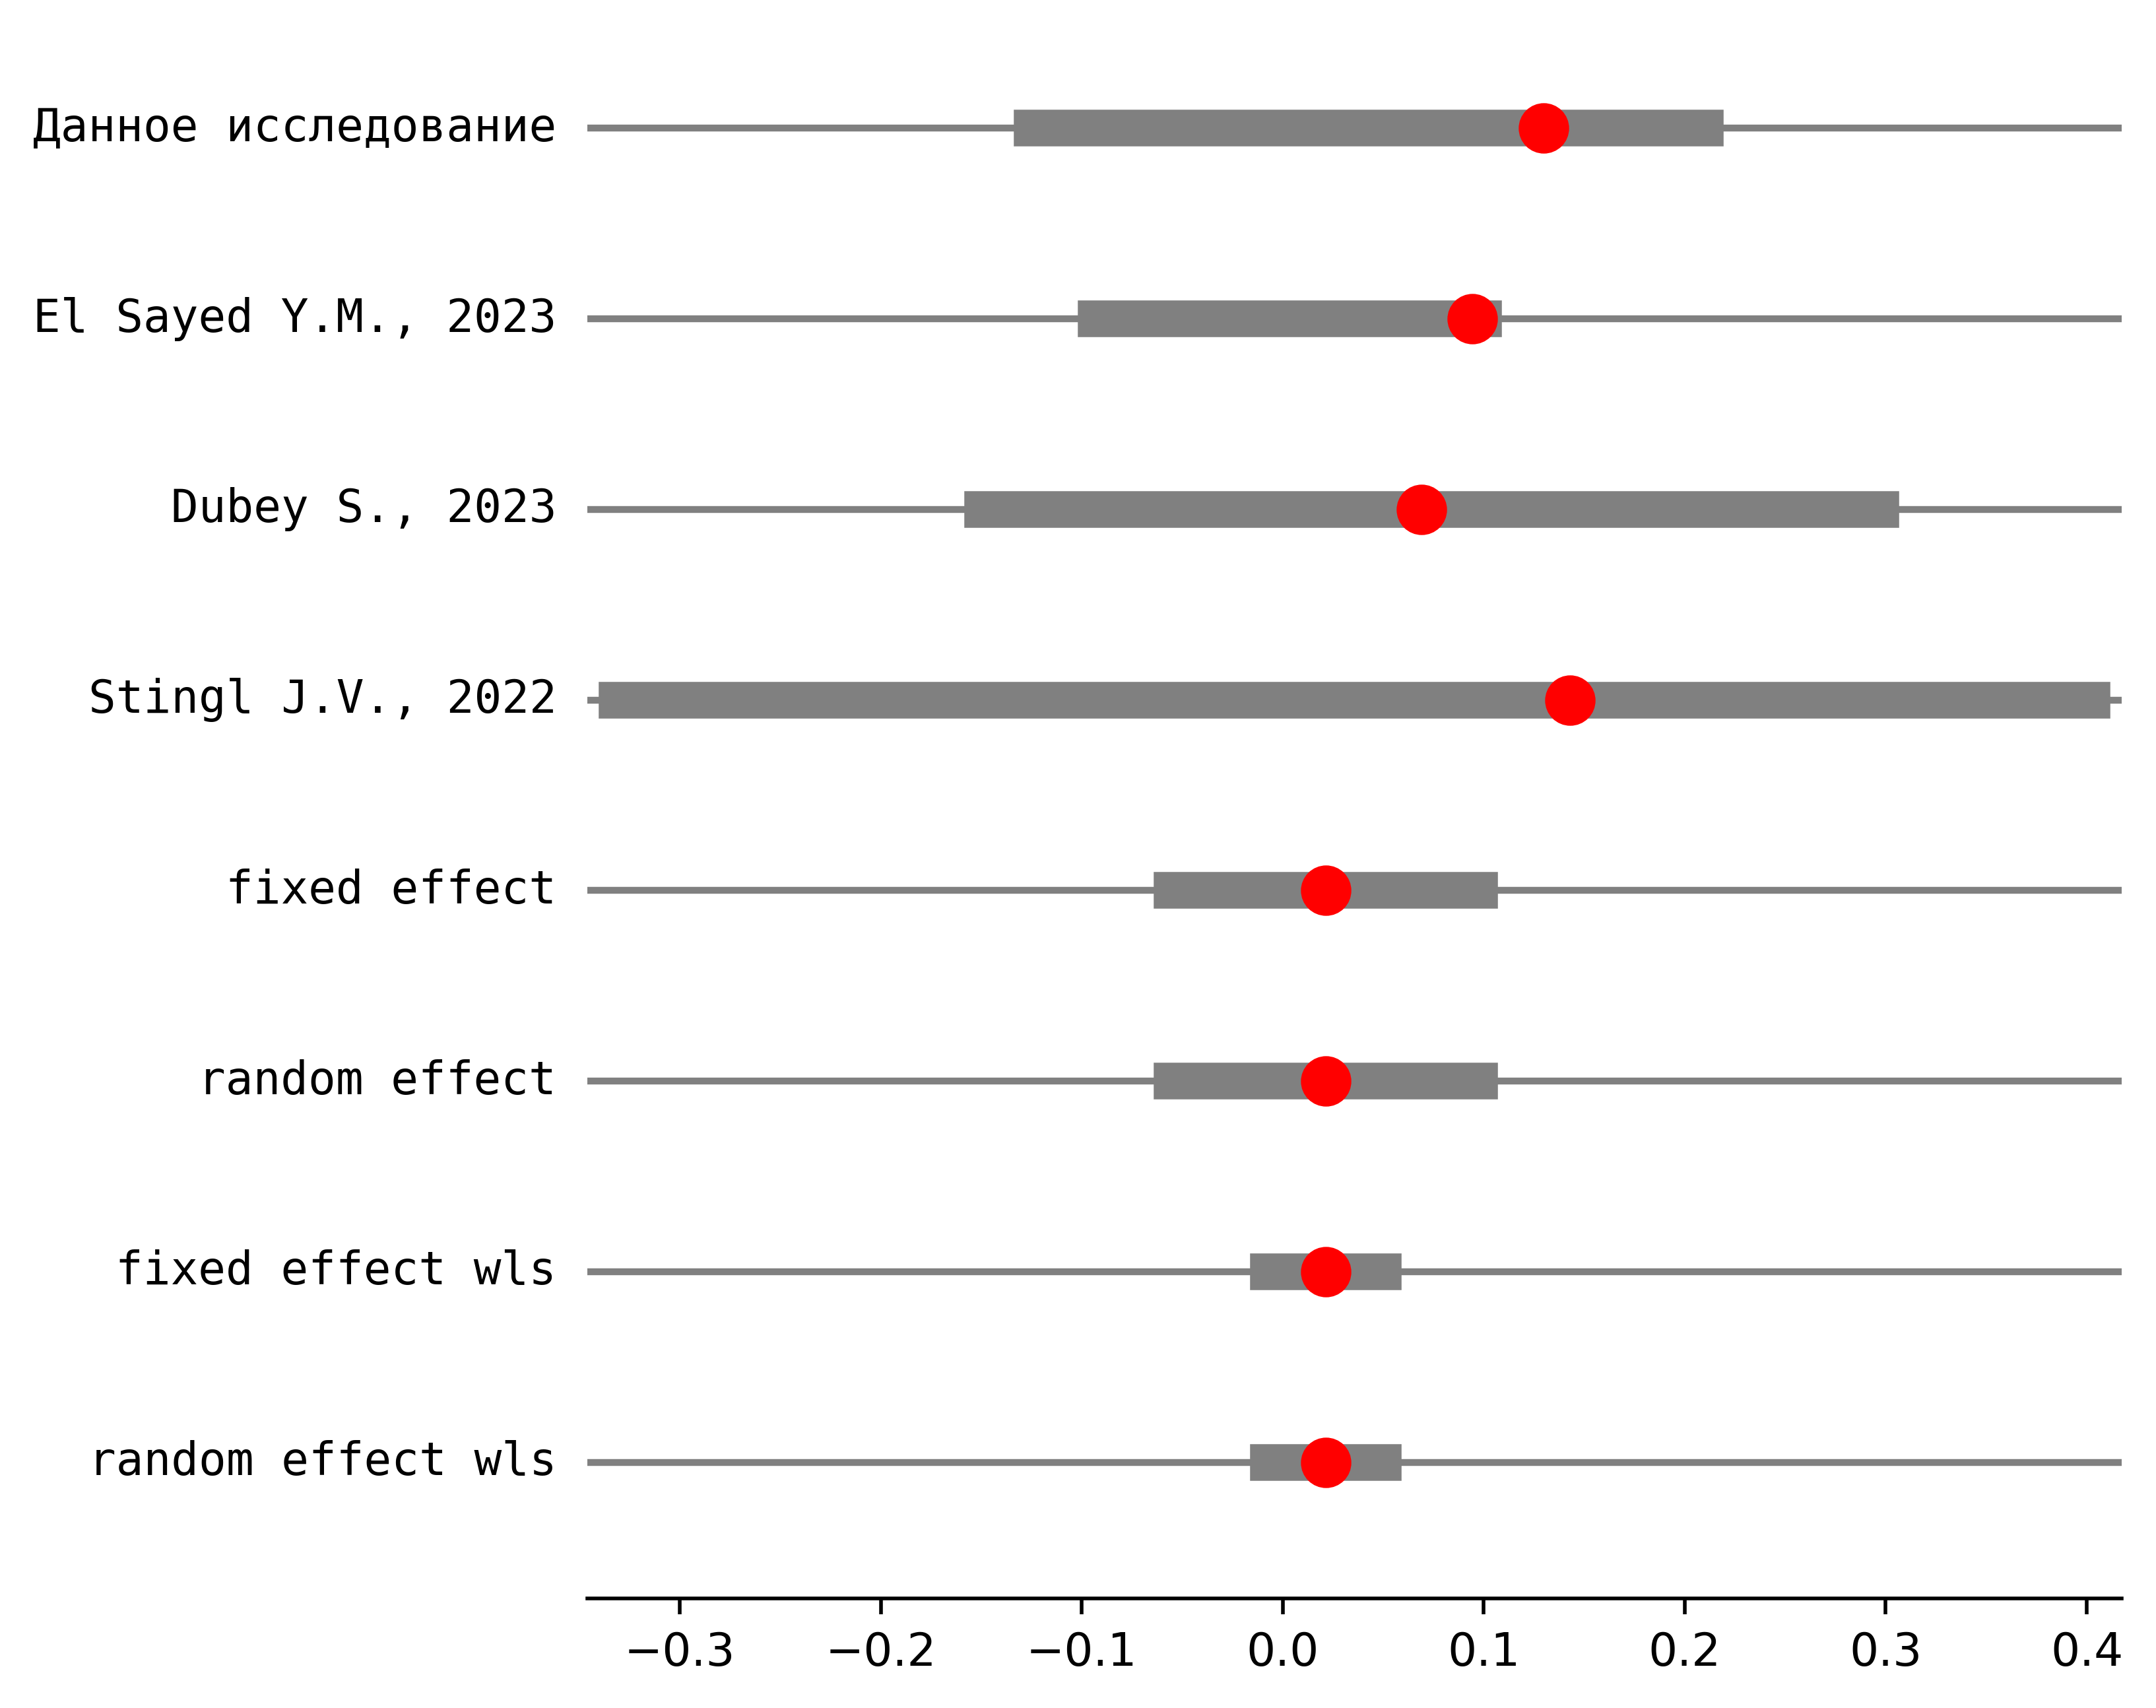 Данное исследование
El Sayed Y.M., 2023
Dubey S., 2023
Stingl J.V., 2022
fixed effect
random effect
fixed effect wls
random effect wls
−0.3 −0.2 −0.1 0.0 0.1 0.2 0.3 0.4